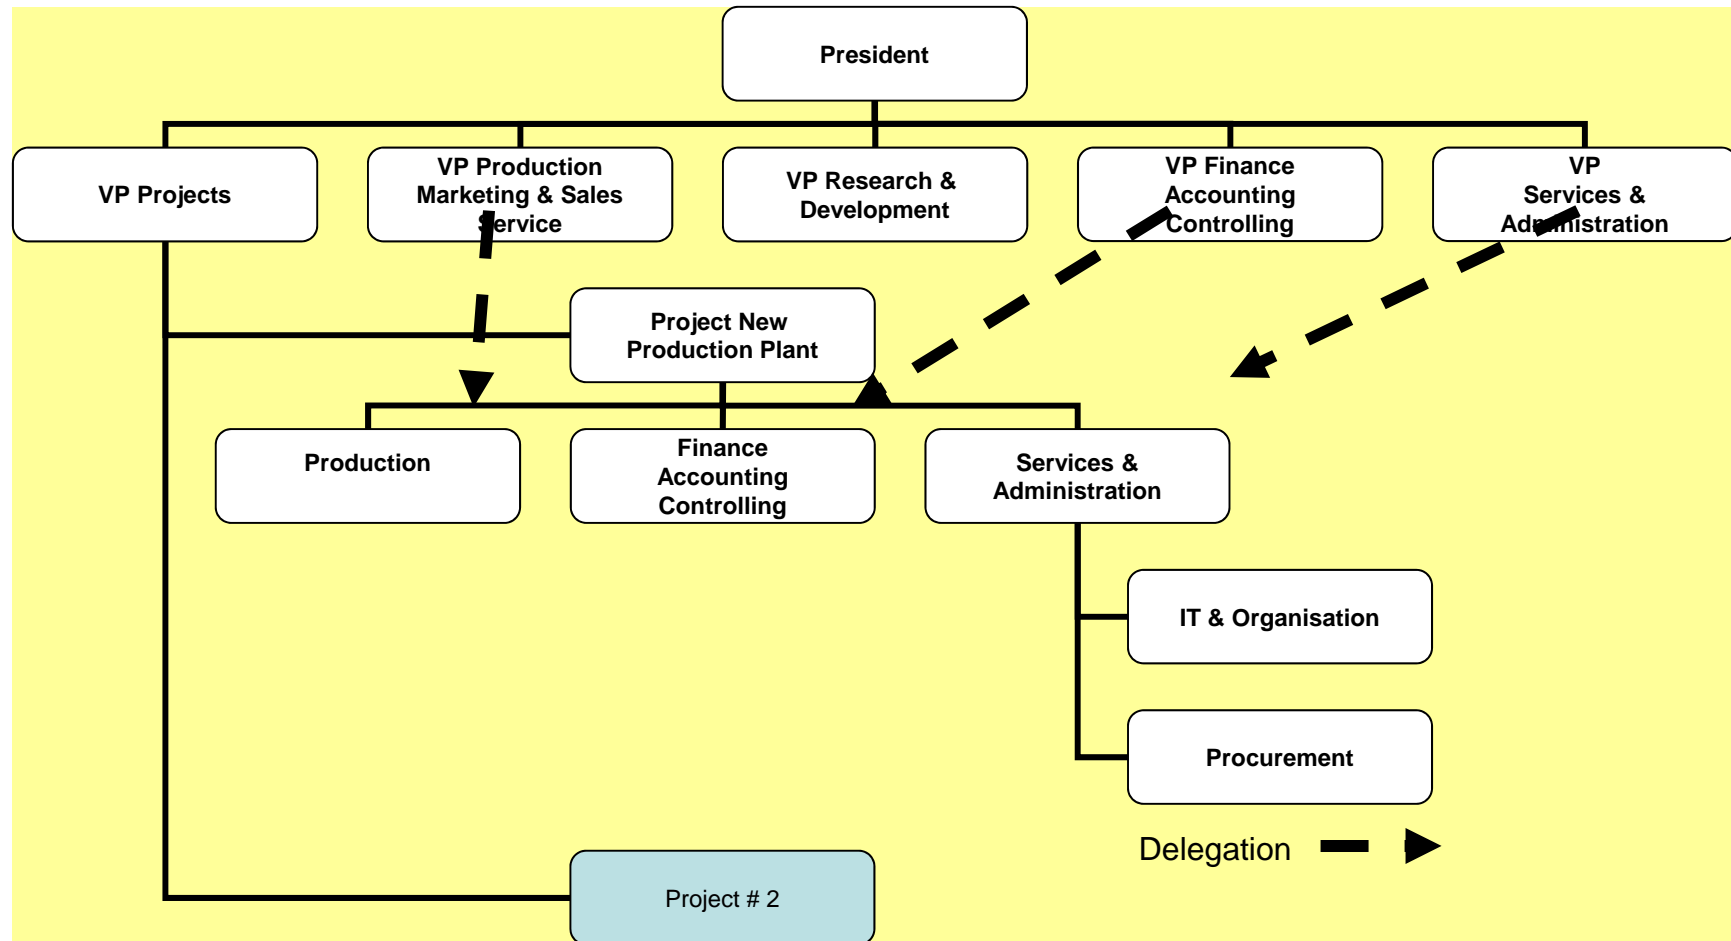 President
VP Projects
VP Production
Marketing & Sales
Service
VP Research &
Development
VP Finance
Accounting
Controlling
VP
Services &
Administration
Project New
Production Plant
Production
Finance
Accounting
Controlling
Services &
Administration
IT & Organisation
Procurement
Delegation
Project # 2